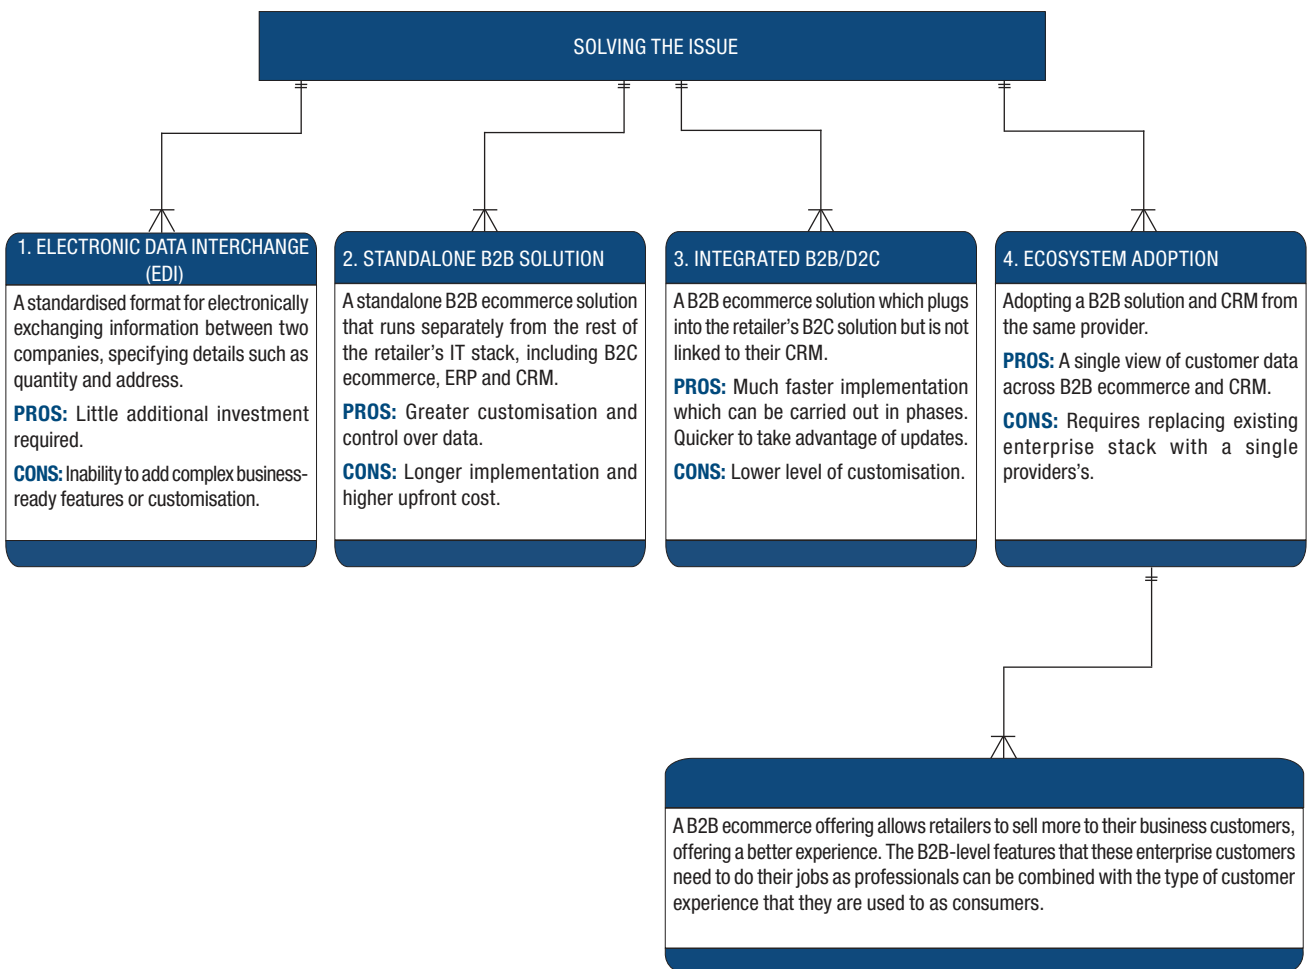 SOLVING THE ISSUE
1. ELECTRONIC DATA INTERCHANGE
(EDI)
A standardised format for electronically
exchanging information between two
companies, specifying details such as
quantity and address.
PROS: Little additional investment
required.
CONS: Inability to add complex business-
ready features or customisation.
2. STANDALONE B2B SOLUTION
A standalone B2B ecommerce solution
that runs separately from the rest of
the retailer's IT stack, including B2C
ecommerce, ERP and CRM.
PROS: Greater customisation and
control over data.
CONS: Longer implementation and
higher upfront cost.
3. INTEGRATED B2B/D2C
A B2B ecommerce solution which plugs
into the retailer's B2C solution but is not
linked to their CRM.
PROS: Much faster implementation
which can be carried out in phases.
Quicker to take advantage of updates.
CONS: Lower level of customisation.
4. ECOSYSTEM ADOPTION
Adopting a B2B solution and CRM from
the same provider.
PROS: A single view of customer data
across B2B ecommerce and CRM.
CONS: Requires replacing existing
enterprise stack with a single
providers's.
A B2B ecommerce offering allows retailers to sell more to their business customers,
offering a better experience. The B2B-level features that these enterprise customers
need to do their jobs as professionals can be combined with the type of customer
experience that they are used to as consumers.